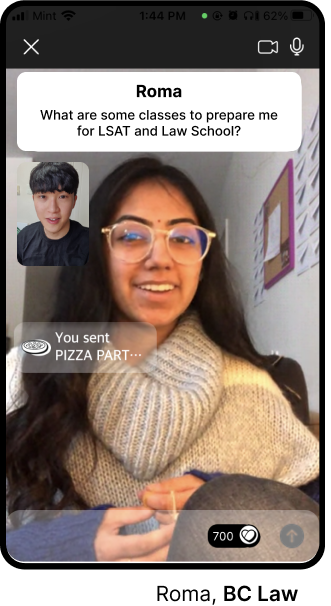 Mint 1:44 PM 62%
Roma
What are some classes to prepare me
for LSAT and Law School?
You sent
PIZZA PART···
700
Roma, BC Law